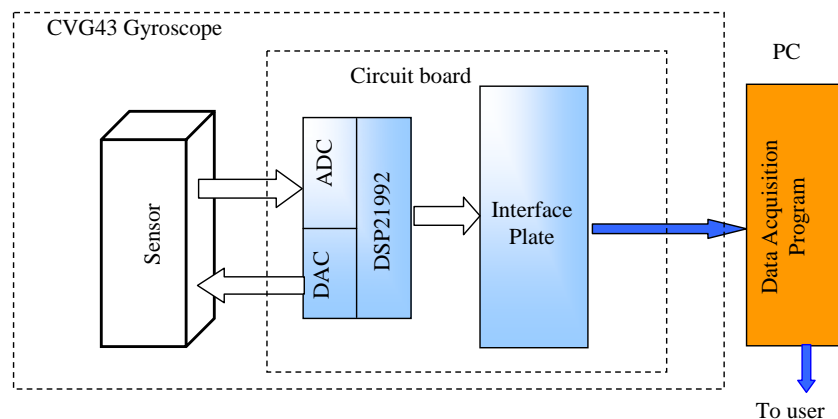 CVG43 Gyroscope
Circuit board
PC
Sensor
ADC
DAC
DSP21992
Interface
Plate
Data Acquisition
Program
To user